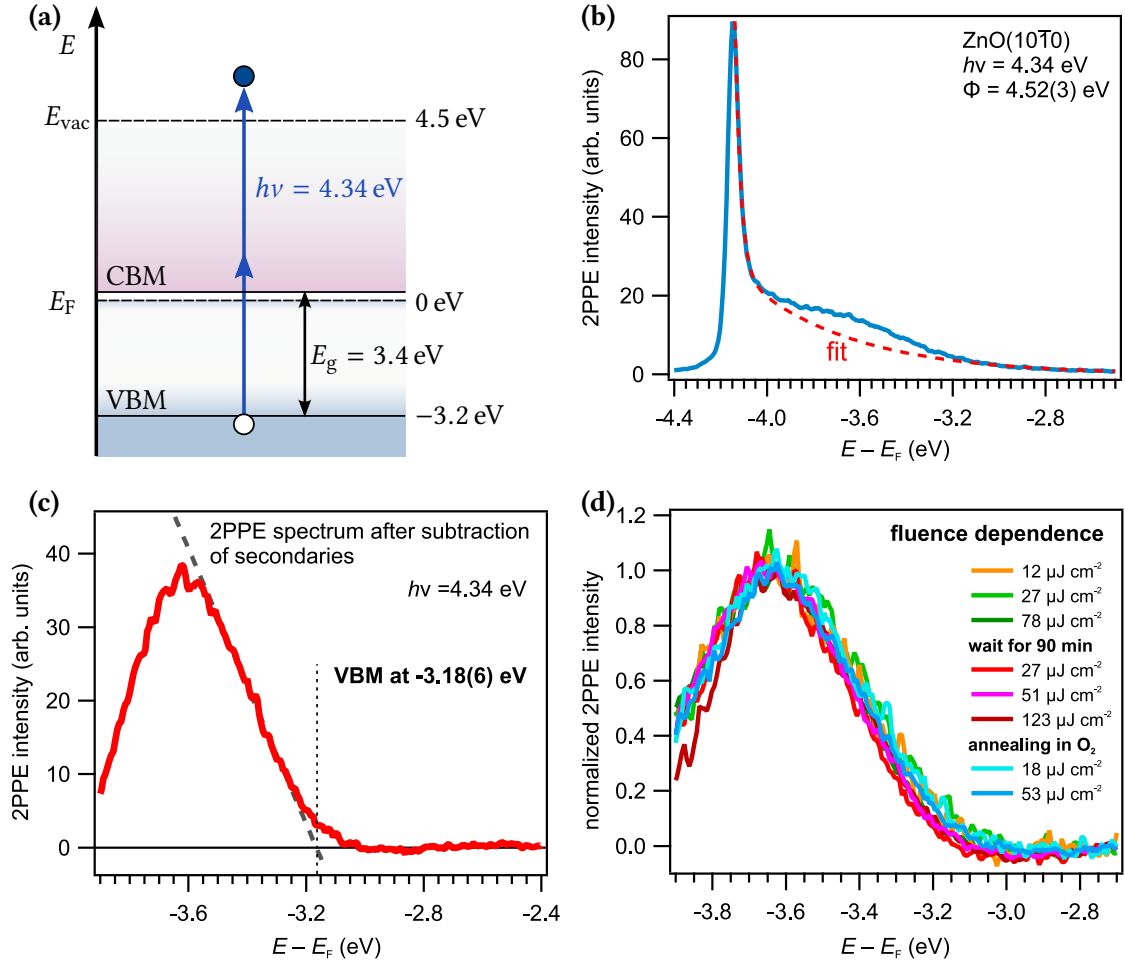 (a)
E
E_vac
4.5 eV
hν = 4.34 eV
CBM
E_F
0 eV
E_g = 3.4 eV
VBM
−3.2 eV
(b)
ZnO(101̅0)
hν = 4.34 eV
Φ = 4.52(3) eV
fit
2PPE intensity (arb. units)
80
60
40
20
0
-4.4 -4.0 -3.6 -3.2 -2.8
E – E_F (eV)
(c)
2PPE spectrum after subtraction
of secondaries
hν =4.34 eV
VBM at -3.18(6) eV
2PPE intensity (arb. units)
40
30
20
10
0
-3.6 -3.2 -2.8 -2.4
E – E_F (eV)
(d)
fluence dependence
12 µJ cm⁻²
27 µJ cm⁻²
78 µJ cm⁻²
wait for 90 min
27 µJ cm⁻²
51 µJ cm⁻²
123 µJ cm⁻²
annealing in O₂
18 µJ cm⁻²
53 µJ cm⁻²
normalized 2PPE intensity
1.2
1.0
0.8
0.6
0.4
0.2
0.0
-3.8 -3.6 -3.4 -3.2 -3.0 -2.8
E – E_F (eV)